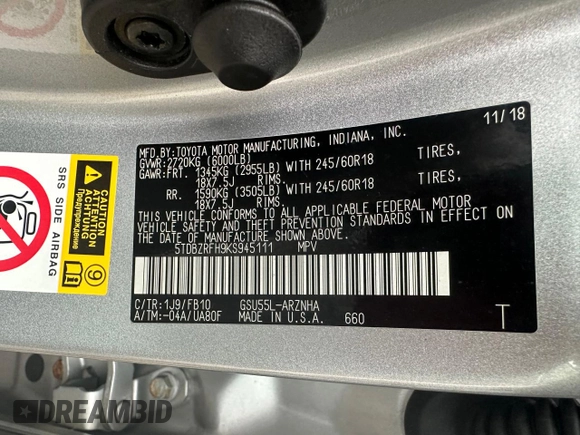 11/18
MFD.BY:TOYOTA MOTOR MANUFACTURING, INDIANA, INC.
GVWR:2720KG (6000LB)
GAWR:FRT. 1345KG (2955LB) WITH 245/60R18 TIRES,
18X7.5J RIMS,
RR. 1590KG (3505LB) WITH 245/60R18 TIRES,
18X7.5J RIMS,
THIS VEHICLE CONFORMS TO ALL APPLICABLE FEDERAL MOTOR
VEHICLE SAFETY AND THEFT PREVENTION STANDARDS IN EFFECT ON
THE DATE OF MANUFACTURE SHOWN ABOVE.
5TDBZRFH9KS945111 MPV
C/TR:1J9/FB10 GSU55L-ARZNHA
A/TM:-04A/UA80F MADE IN U.S.A. 660 T
SRS SIDE AIRBAG
CAUTION
ATTENTION
ACHTUNG
Предупреждение
9
DREAMBID